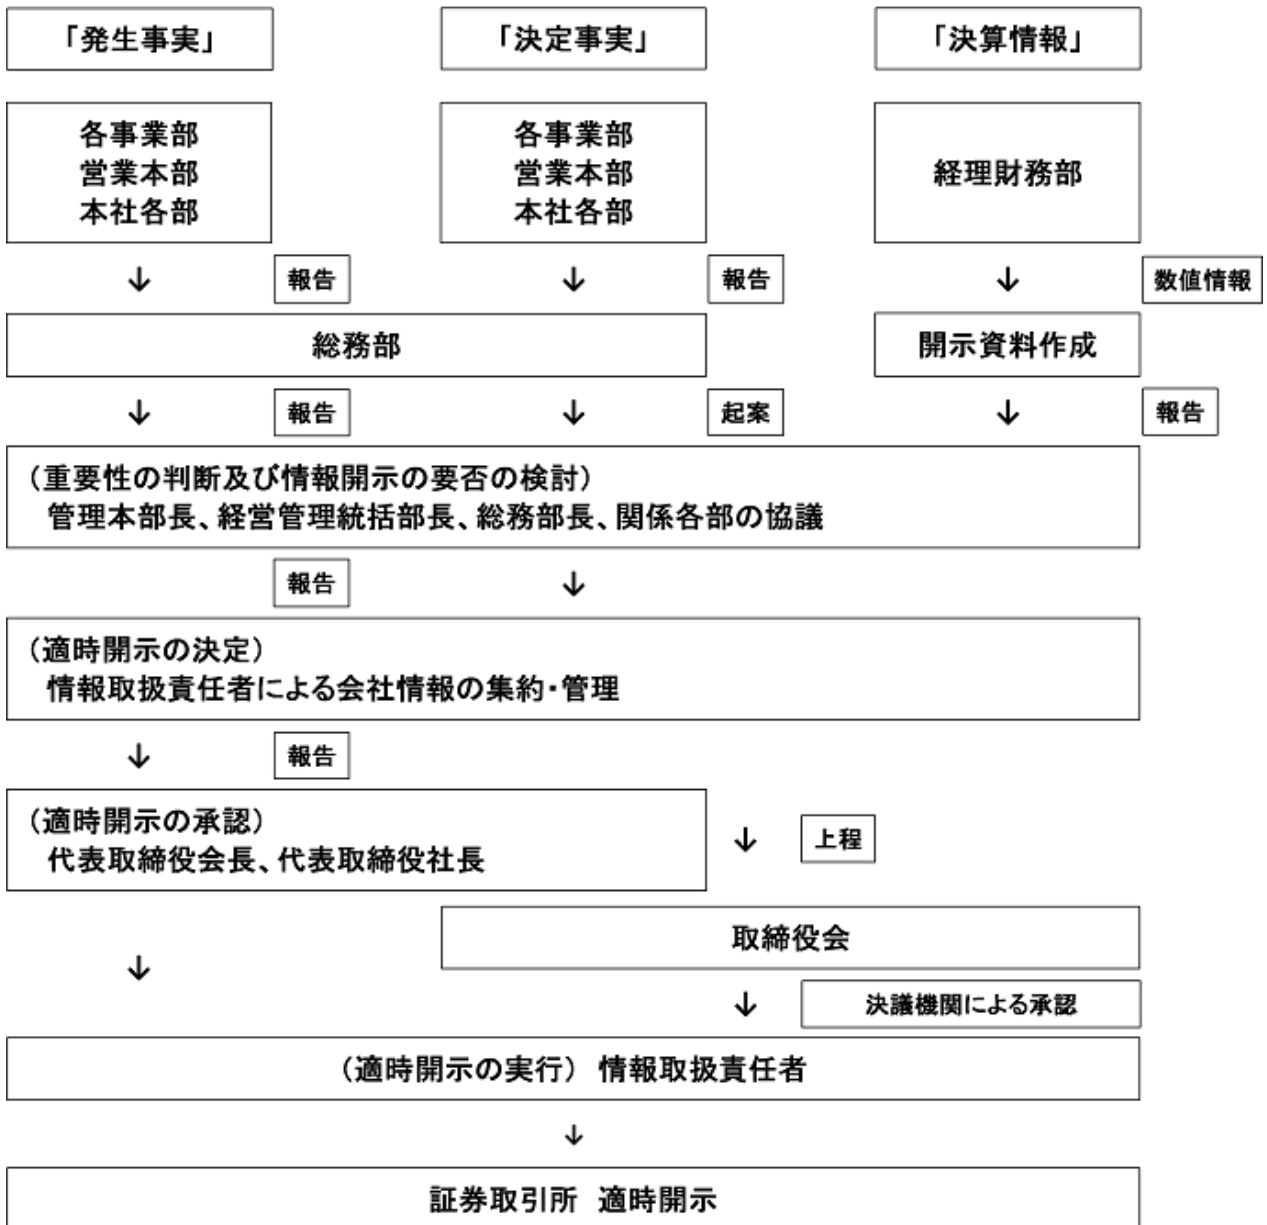 「発生事実」
「決定事実」
「決算情報」
各事業部
営業本部
本社各部
各事業部
営業本部
本社各部
経理財務部
↓
報告
↓
報告
↓
数値情報
総務部
開示資料作成
↓
報告
↓
起案
↓
報告
(重要性の判断及び情報開示の要否の検討)
管理本部長、経営管理統括部長、総務部長、関係各部の協議
報告
↓
(適時開示の決定)
情報取扱責任者による会社情報の集約・管理
↓
報告
(適時開示の承認)
代表取締役会長、代表取締役社長
↓
上程
取締役会
↓
↓
決議機関による承認
(適時開示の実行) 情報取扱責任者
↓
証券取引所 適時開示